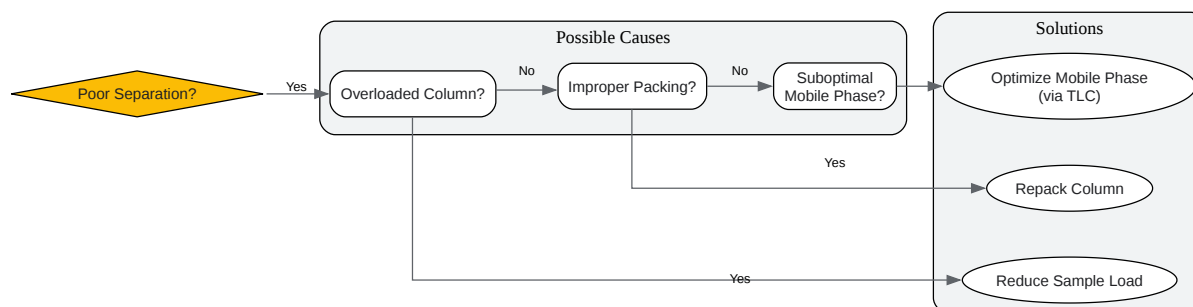 Possible Causes
Solutions
Poor Separation?
Yes
Overloaded Column?
No
Improper Packing?
No
Suboptimal
Mobile Phase?
Optimize Mobile Phase
(via TLC)
Yes
Repack Column
Yes
Reduce Sample Load